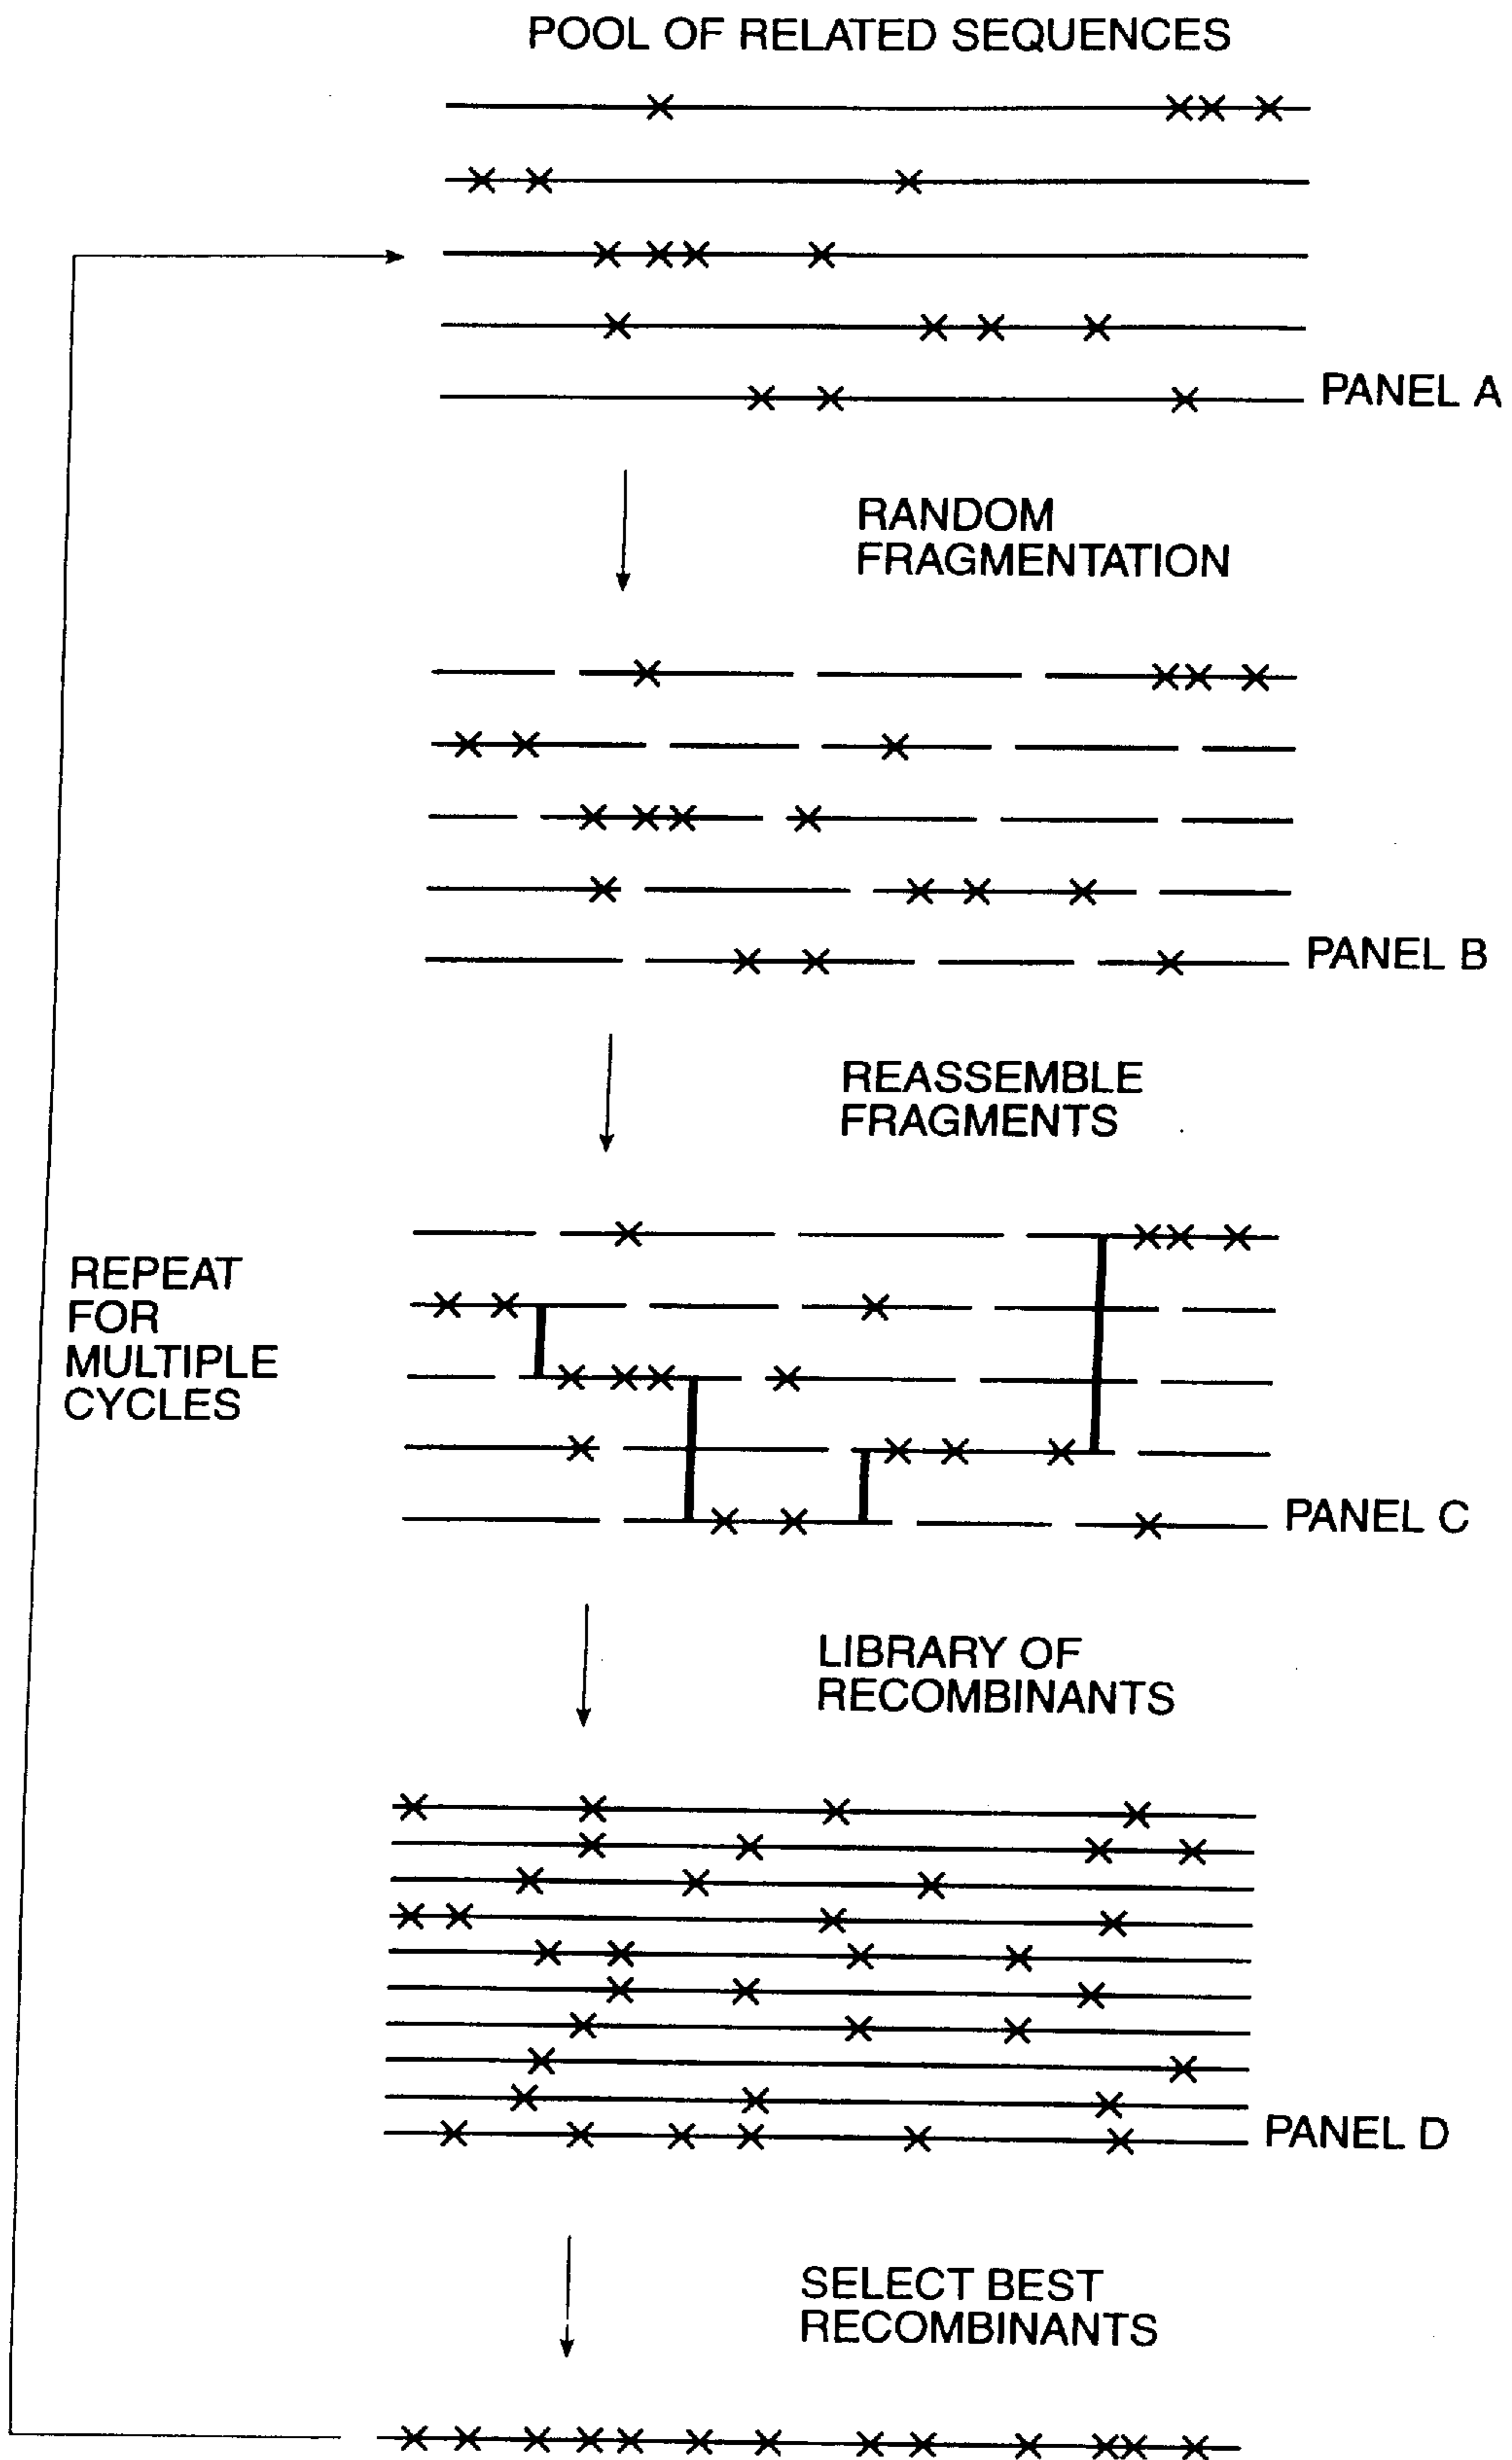 POOL OF RELATED SEQUENCES
PANEL A
RANDOM
FRAGMENTATION
PANEL B
REASSEMBLE
FRAGMENTS
REPEAT
FOR
MULTIPLE
CYCLES
PANEL C
LIBRARY OF
RECOMBINANTS
PANEL D
SELECT BEST
RECOMBINANTS